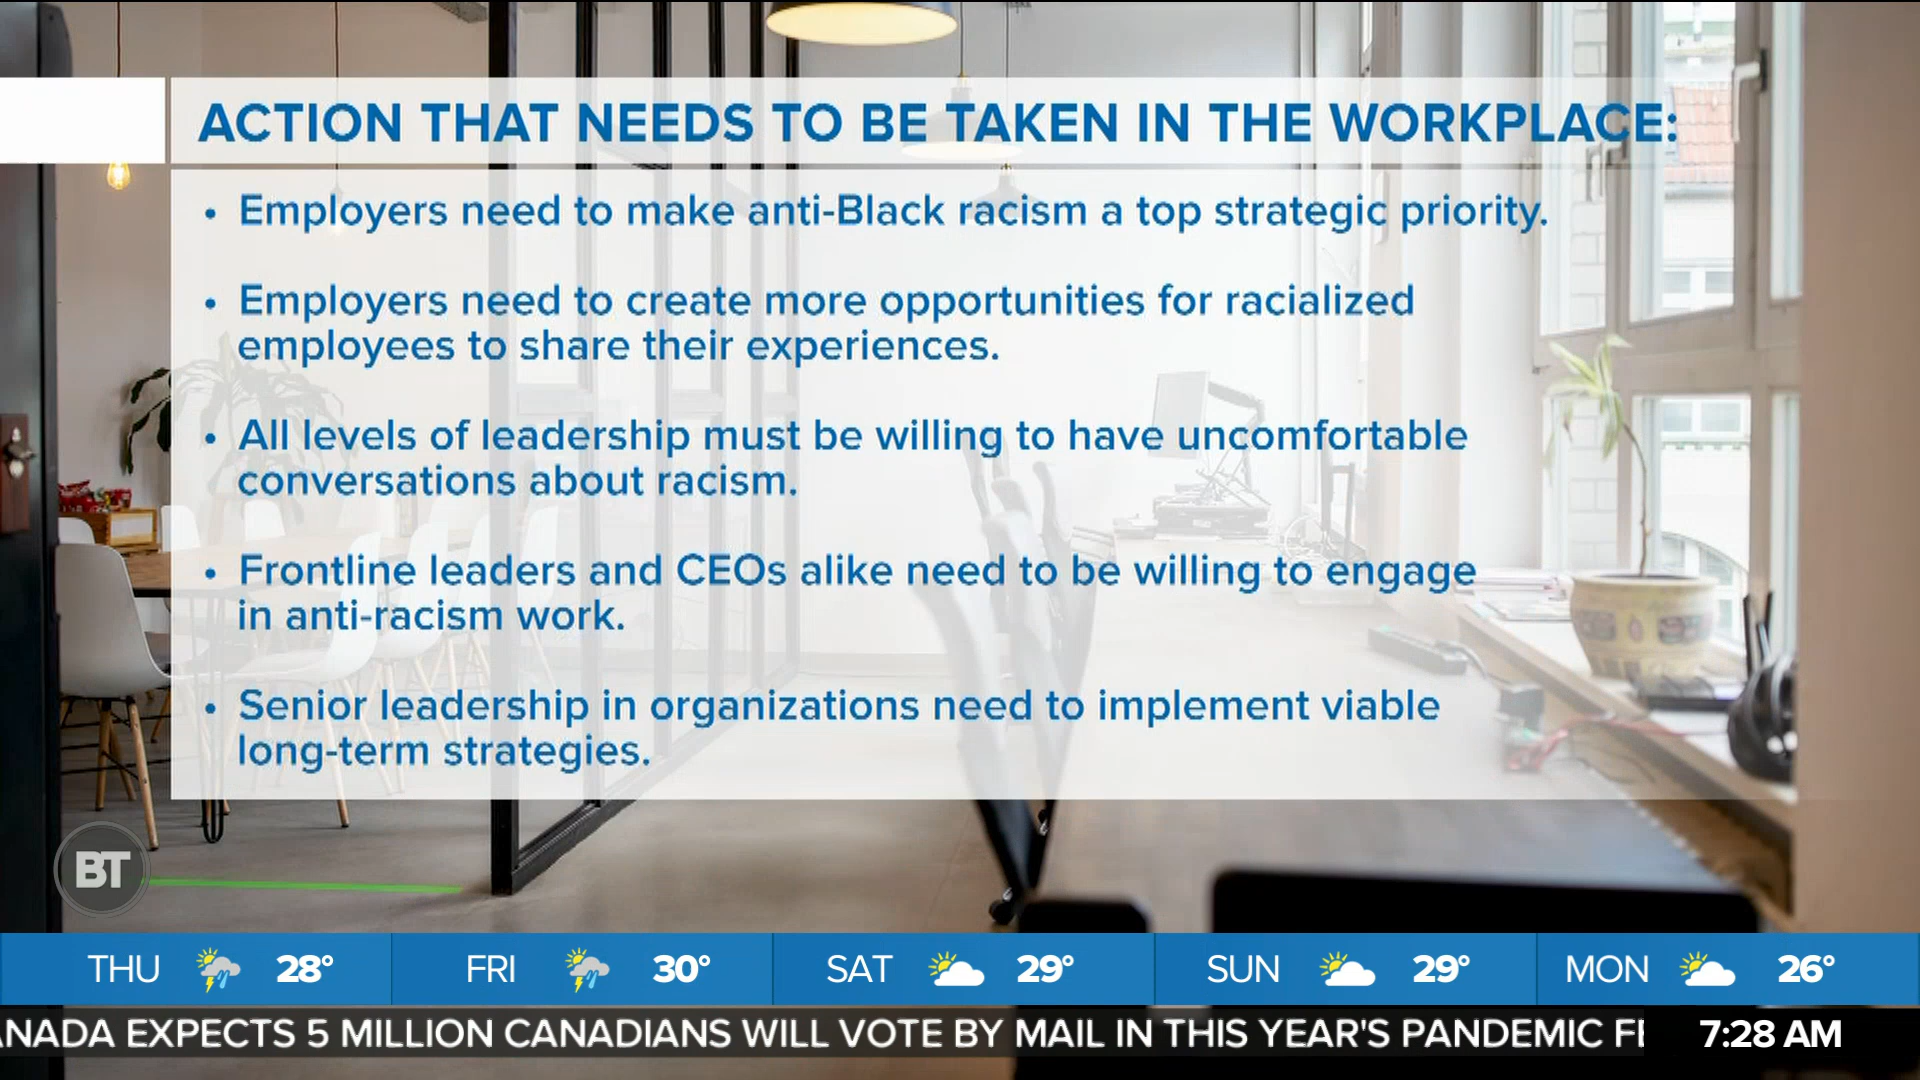 ACTION THAT NEEDS TO BE TAKEN IN THE WORKPLACE:
• Employers need to make anti-Black racism a top strategic priority.
• Employers need to create more opportunities for racialized
employees to share their experiences.
• All levels of leadership must be willing to have uncomfortable
conversations about racism.
• Frontline leaders and CEOs alike need to be willing to engage
in anti-racism work.
• Senior leadership in organizations need to implement viable
long-term strategies.
BT
THU 28° FRI 30° SAT 29° SUN 29° MON 26°
ANADA EXPECTS 5 MILLION CANADIANS WILL VOTE BY MAIL IN THIS YEAR'S PANDEMIC FE
7:28 AM